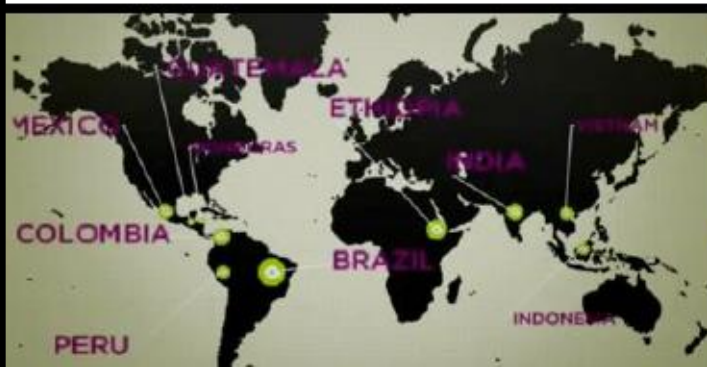 GUATEMALA
ETHIOPIA
MEXICO
VIETNAM
HONDURAS
INDIA
COLOMBIA
BRAZIL
INDONESIA
PERU